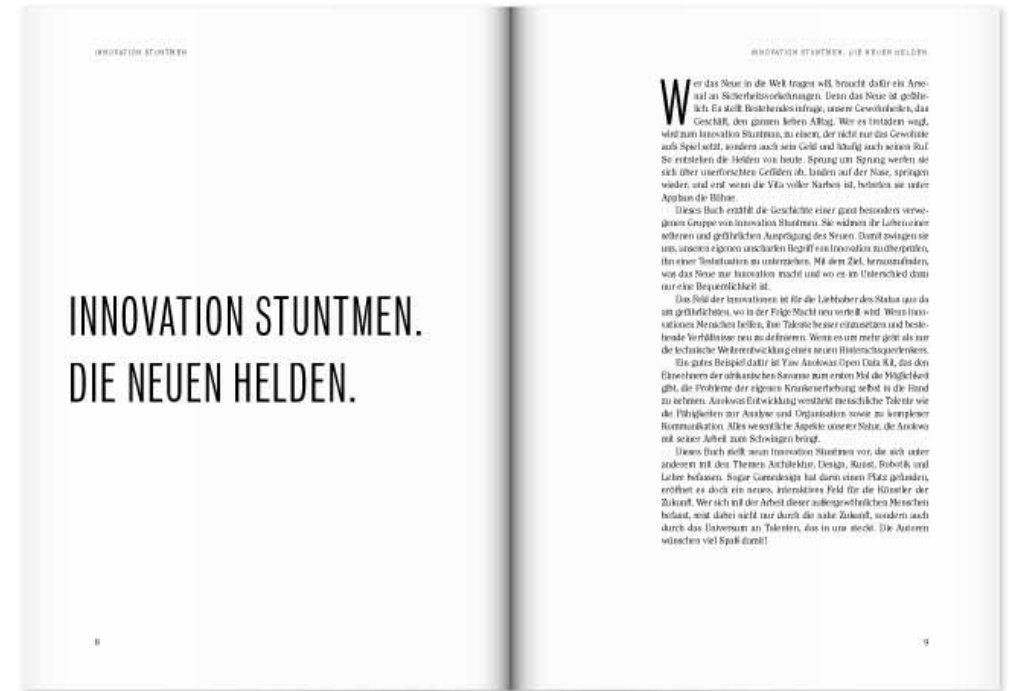 INNOVATION STUNTMEN
INNOVATION STUNTMEN. DIE NEUEN HELDEN.
INNOVATION STUNTMEN.
DIE NEUEN HELDEN.
Wer das Neue in die Welt tragen will, braucht dafür ein Arse-
nal an Sicherheitsvorkehrungen. Denn das Neue ist gefähr-
lich. Es stellt Bestehendes infrage, unsere Gewohnheiten, das
Geschäft, den ganzen lieben Alltag. Wer es trotzdem wagt,
wird zum Innovation Stuntman, zu einem, der nicht nur das Gewohnte
aufs Spiel setzt, sondern auch sein Geld und häufig auch seinen Ruf.
So entstehen die Helden von heute. Sprung um Sprung werfen sie
sich über unerforschten Gefilden ab, landen auf der Nase, springen
wieder, und erst wenn die Vita voller Narben ist, betreten sie unter
Applaus die Bühne.
Dieses Buch erzählt die Geschichte einer ganz besonders verwe-
genen Gruppe von Innovation Stuntmen. Sie widmen ihr Leben einer
seltenen und gefährlichen Ausprägung des Neuen. Damit zwingen sie
uns, unseren eigenen unscharfen Begriff von Innovation zu überprüfen,
ihn einer Testsituation zu unterziehen. Mit dem Ziel, herauszufinden,
was das Neue zur Innovation macht und wo es im Unterschied dazu
nur eine Bequemlichkeit ist.
Das Feld der Innovationen ist für die Liebhaber des Status quo da
am gefährlichsten, wo in der Folge Macht neu verteilt wird. Wenn Inno-
vationen Menschen helfen, ihre Talente besser einzusetzen und beste-
hende Verhältnisse neu zu definieren. Wenn es um mehr geht als nur
die technische Weiterentwicklung eines neuen Hinterachsquerlenkers.
Ein gutes Beispiel dafür ist Yaw Anokwas Open Data Kit, das den
Einwohnern der afrikanischen Savanne zum ersten Mal die Möglichkeit
gibt, die Probleme der eigenen Krankenerhebung selbst in die Hand
zu nehmen. Anokwas Entwicklung verstärkt menschliche Talente wie
die Fähigkeiten zur Analyse und Organisation sowie zu komplexer
Kommunikation. Alles wesentliche Aspekte unserer Natur, die Anokwa
mit seiner Arbeit zum Schwingen bringt.
Dieses Buch stellt neun Innovation Stuntmen vor, die sich unter
anderem mit den Themen Architektur, Design, Kunst, Robotik und
Lehre befassen. Sogar Gamedesign hat darin einen Platz gefunden,
eröffnet es doch ein neues, interaktives Feld für die Künstler der
Zukunft. Wer sich mit der Arbeit dieser außergewöhnlichen Menschen
befasst, reist dabei nicht nur durch die nahe Zukunft, sondern auch
durch das Universum an Talenten, das in uns steckt. Die Autoren
wünschen viel Spaß damit!
8
9